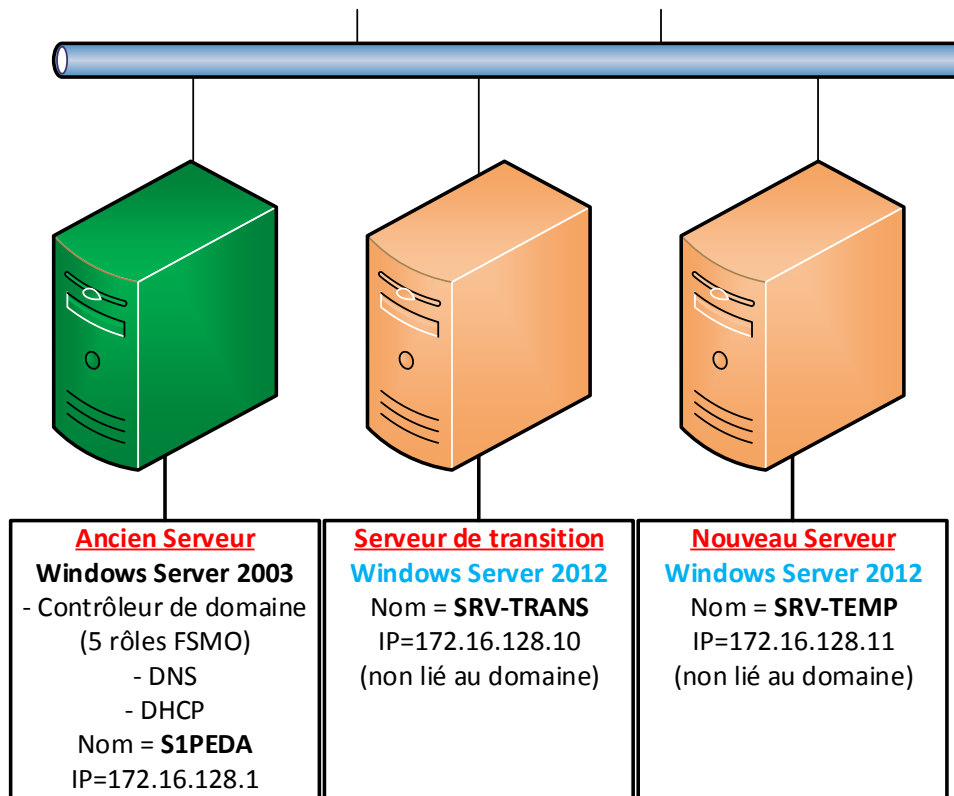 Ancien Serveur
Windows Server 2003
- Contrôleur de domaine
(5 rôles FSMO)
- DNS
- DHCP
Nom = S1PEDA
IP=172.16.128.1
Serveur de transition
Windows Server 2012
Nom = SRV-TRANS
IP=172.16.128.10
(non lié au domaine)
Nouveau Serveur
Windows Server 2012
Nom = SRV-TEMP
IP=172.16.128.11
(non lié au domaine)